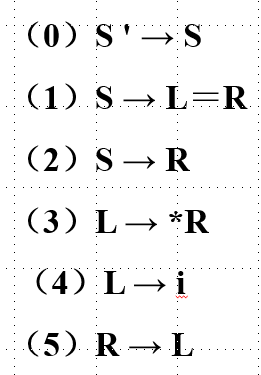 （0）S＇→S
（1）S→L＝R
（2）S→R
（3）L→*R
（4）L→i
（5）R→L